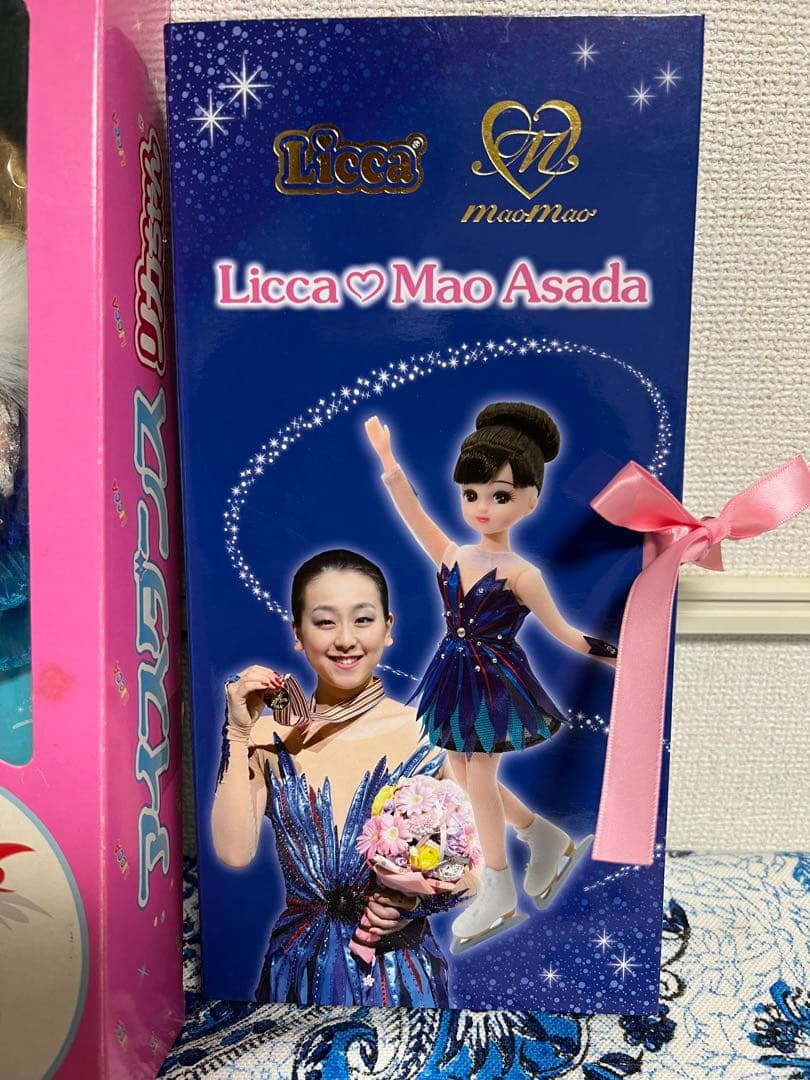 Licca®
M
maomao
Licca♡Mao Asada
アイスダンス